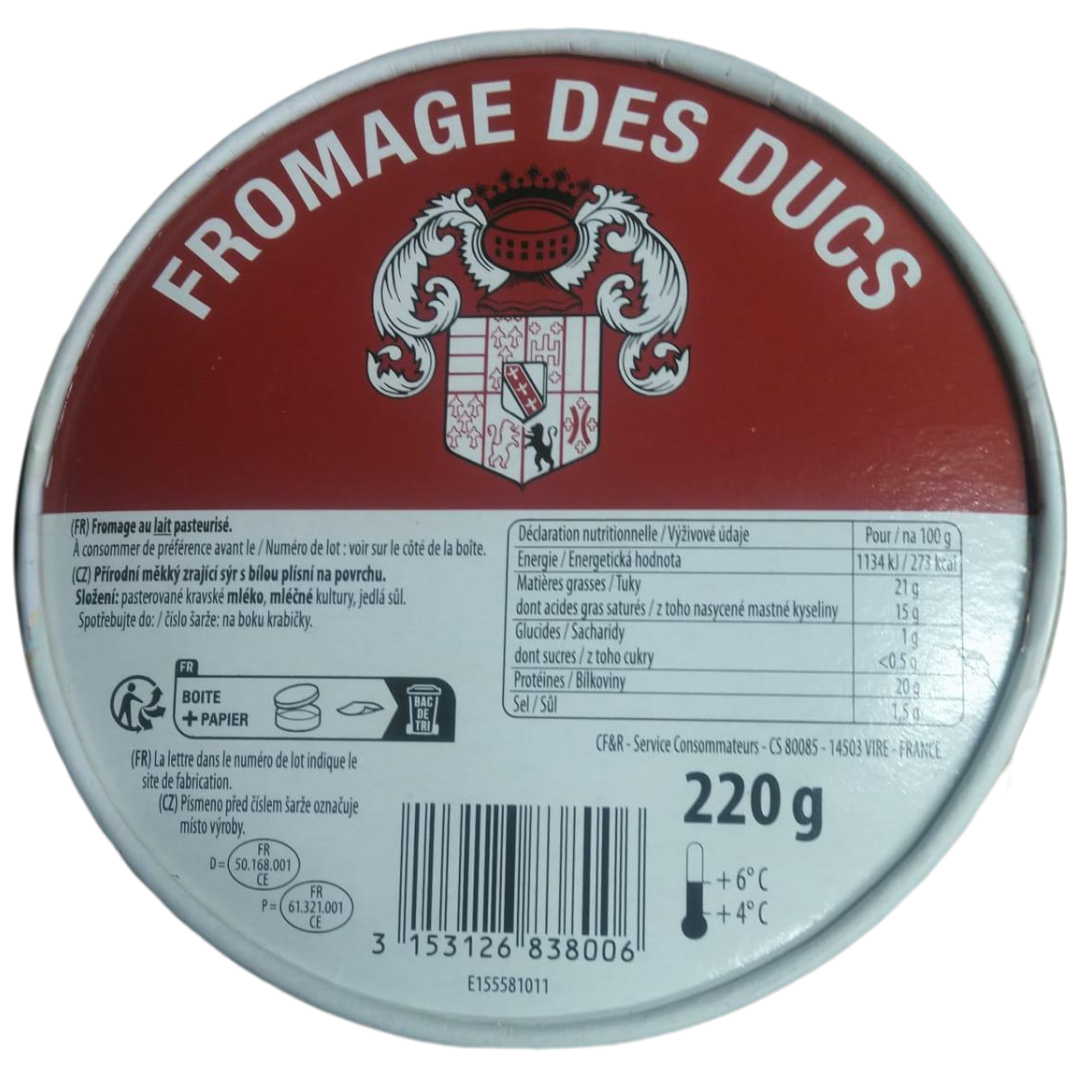 FROMAGE DES DUCS
(FR) Fromage au lait pasteurisé.
À consommer de préférence avant le / Numéro de lot : voir sur le côté de la boîte.
(CZ) Přírodní měkký zrající sýr s bílou plísní na povrchu.
Složení: pasterované kravské mléko, mléčné kultury, jedlá sůl.
Spotřebujte do: / číslo šarže: na boku krabičky.
Déclaration nutritionnelle / Výživové údaje Pour / na 100 g
Energie / Energetická hodnota 1134 kJ / 273 kcal
Matières grasses / Tuky 21 g
dont acides gras saturés / z toho nasycené mastné kyseliny 15 g
Glucides / Sacharidy 1 g
dont sucres / z toho cukry <0,5 g
Protéines / Bílkoviny 20 g
Sel / Sůl 1,5 g
FR
BOITE
+ PAPIER
BAC
DE
TRI
CF&R - Service Consommateurs - CS 80085 - 14503 VIRE - FRANCE
(FR) La lettre dans le numéro de lot indique le
site de fabrication.
(CZ) Písmeno před číslem šarže označuje
místo výroby.
FR
D= 50.168.001
CE
FR
P= 61.321.001
CE
220 g
+6°C
+4°C
3 153126 838006
E155581011